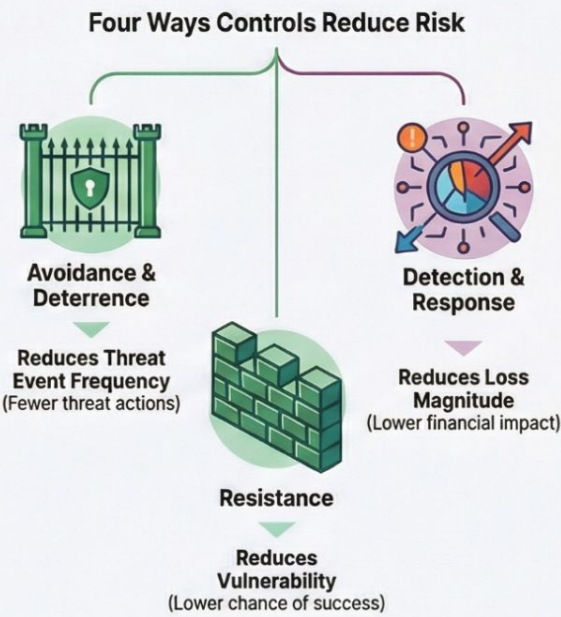 Four Ways Controls Reduce Risk
Avoidance &
Deterrence
Reduces Threat
Event Frequency
(Fewer threat actions)
!
Detection &
Response
Reduces Loss
Magnitude
(Lower financial impact)
Resistance
Reduces
Vulnerability
(Lower chance of success)